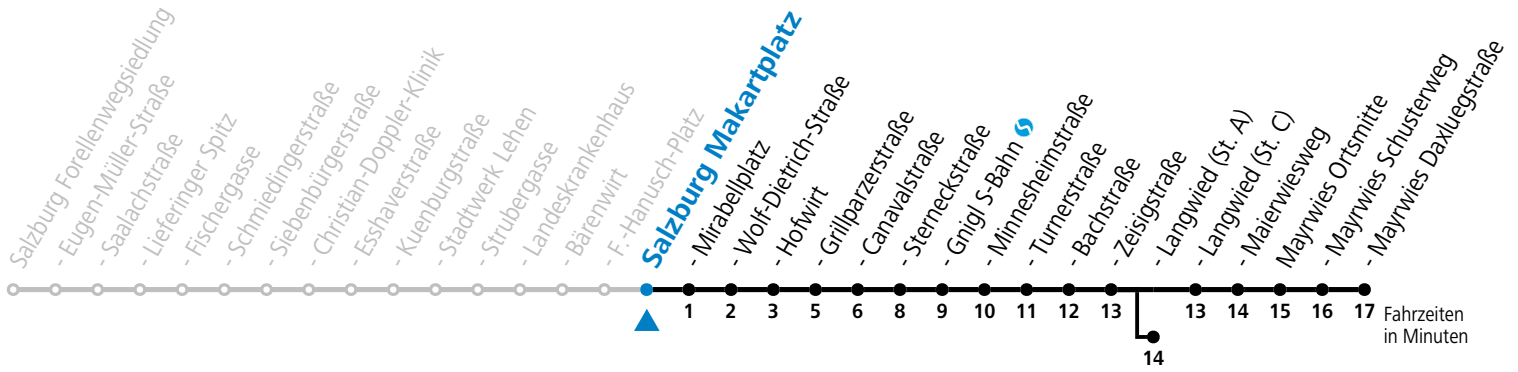 Salzburg Forellenwegsiedlung
- Eugen-Müller-Straße
- Saalachstraße
- Lieferinger Spitz
- Fischergasse
- Schmiedingerstraße
- Siebenbürgerstraße
- Christian-Doppler-Klinik
- Esshaverstraße
- Kuenburgstraße
- Stadtwerk Lehen
- Strubergasse
- Landeskrankenhaus
- Bärenwirt
- F.-Hanusch-Platz
Salzburg Makartplatz
- Mirabellplatz
- Wolf-Dietrich-Straße
- Hofwirt
- Grillparzerstraße
- Canavalstraße
- Sterneckstraße
- Gnigl S-Bahn
- Minnesheimstraße
- Turnerstraße
- Bachstraße
- Zeisigstraße
- Langwied (St. A)
- Langwied (St. C)
- Maierwiesweg
Mayrwies Ortsmitte
- Mayrwies Schusterweg
- Mayrwies Daxluegstraße
1 2 3 5 6 8 9 10 11 12 13 13 14 15 16 17
14
Fahrzeiten
in Minuten